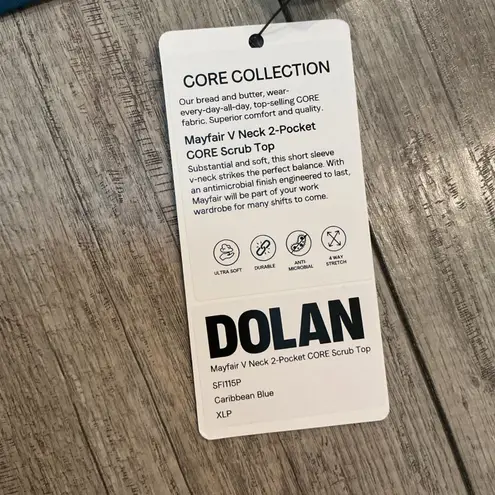 CORE COLLECTION
Our bread and butter, wear-
every-day-all-day, top-selling CORE
fabric. Superior comfort and quality.
Mayfair V Neck 2-Pocket
CORE Scrub Top
Substantial and soft, this short sleeve
v-neck strikes the perfect balance. With
an antimicrobial finish engineered to last,
Mayfair will be part of your work
wardrobe for many shifts to come.
ULTRA SOFT
DURABLE
ANTI
MICROBIAL
4 WAY
STRETCH
DOLAN
Mayfair V Neck 2-Pocket CORE Scrub Top
SFI115P
Caribbean Blue
XLP